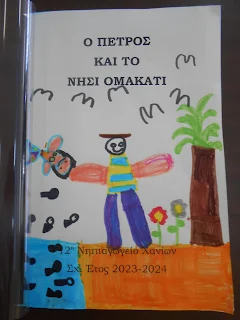 Ο ΠΕΤΡΟΣ
ΚΑΙ ΤΟ
ΝΗΣΙ ΟΜΑΚΑΤΙ
12ο Νηπιαγωγείο Χανίων
Σχ. Έτος 2023-2024